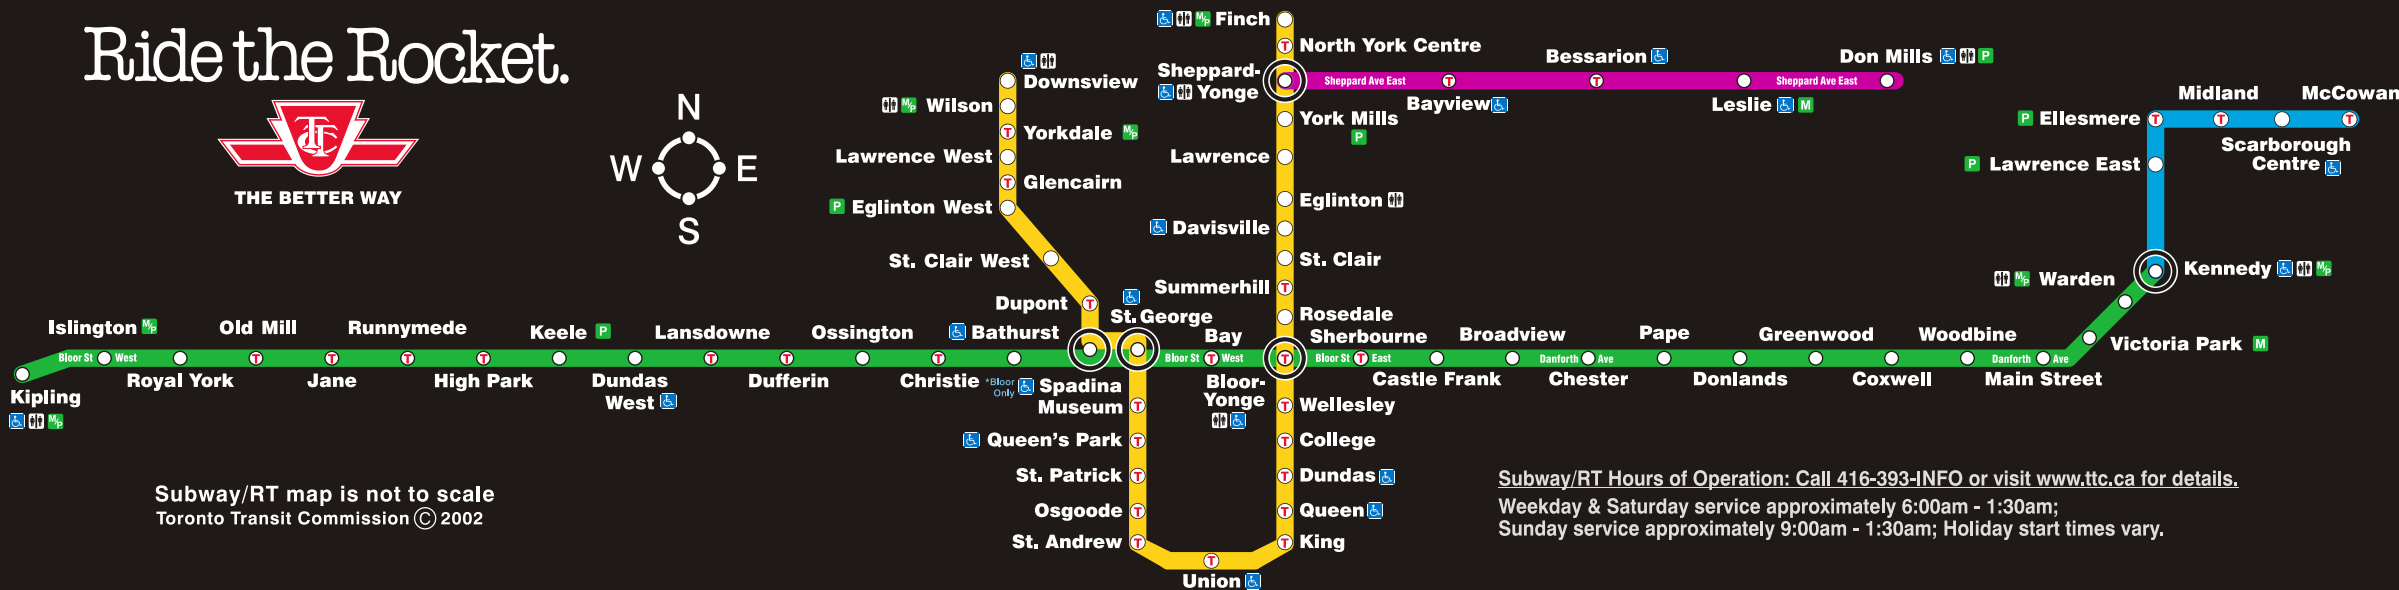 Ride the Rocket.
TTC
THE BETTER WAY
N
W E
S
Subway/RT map is not to scale
Toronto Transit Commission © 2002
Downsview
Wilson
M/P
Yorkdale
M/P
Lawrence West
Glencairn
P
Eglinton West
St. Clair West
Dupont
St. George
Spadina
*Bloor
Only
Museum
Queen's Park
St. Patrick
Osgoode
St. Andrew
Union
King
Queen
Dundas
College
Wellesley
Bloor-
Yonge
Rosedale
Summerhill
St. Clair
Davisville
Eglinton
Lawrence
York Mills
P
Sheppard-
Yonge
North York Centre
M/P
Finch
Sheppard Ave East
Bayview
Bessarion
Leslie
M
Sheppard Ave East
Don Mills
P
Kipling
M/P
Islington
M/P
Bloor St West
Royal York
Old Mill
Jane
Runnymede
High Park
Keele
P
Dundas
West
Lansdowne
Dufferin
Ossington
Christie
Bathurst
Bay
Bloor St West
Sherbourne
Bloor St East
Castle Frank
Broadview
Chester
Danforth Ave
Pape
Donlands
Greenwood
Coxwell
Woodbine
Main Street
Danforth Ave
Victoria Park
M
M/P
Warden
Kennedy
M/P
P
Lawrence East
P
Ellesmere
Midland
Scarborough
Centre
McCowan
Subway/RT Hours of Operation: Call 416-393-INFO or visit www.ttc.ca for details.
Weekday & Saturday service approximately 6:00am - 1:30am;
Sunday service approximately 9:00am - 1:30am; Holiday start times vary.